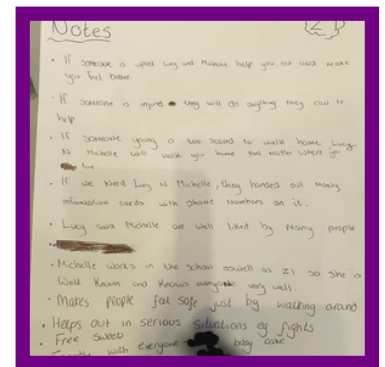 Notes
21
• If someone is upset Lucy and Michelle help you out and make
you feel better.
• If someone is injured they will do anything they can to
help
• If someone young is too scared to walk home, Lucy
N Michelle will walk you home no matter where you
live.
• If we need Lucy N Michelle, they handed out many
information cards with phone numbers on it.
• Lucy and Michelle are well liked by many people
• Michelle works in the school aswell as 21 so she is
well known and knows everyone very well.
• Makes people feel safe just by walking around
• Helps out in serious situations eg fights
• Free sweets
with everyone baby cake